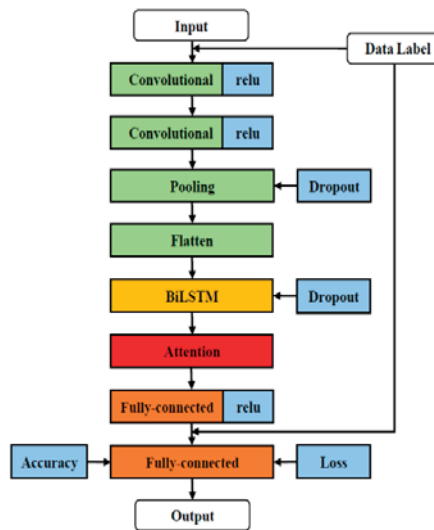 Input
Data Label
Convolutional relu
Convolutional relu
Pooling Dropout
Flatten
BiLSTM Dropout
Attention
Fully-connected relu
Accuracy Fully-connected Loss
Output